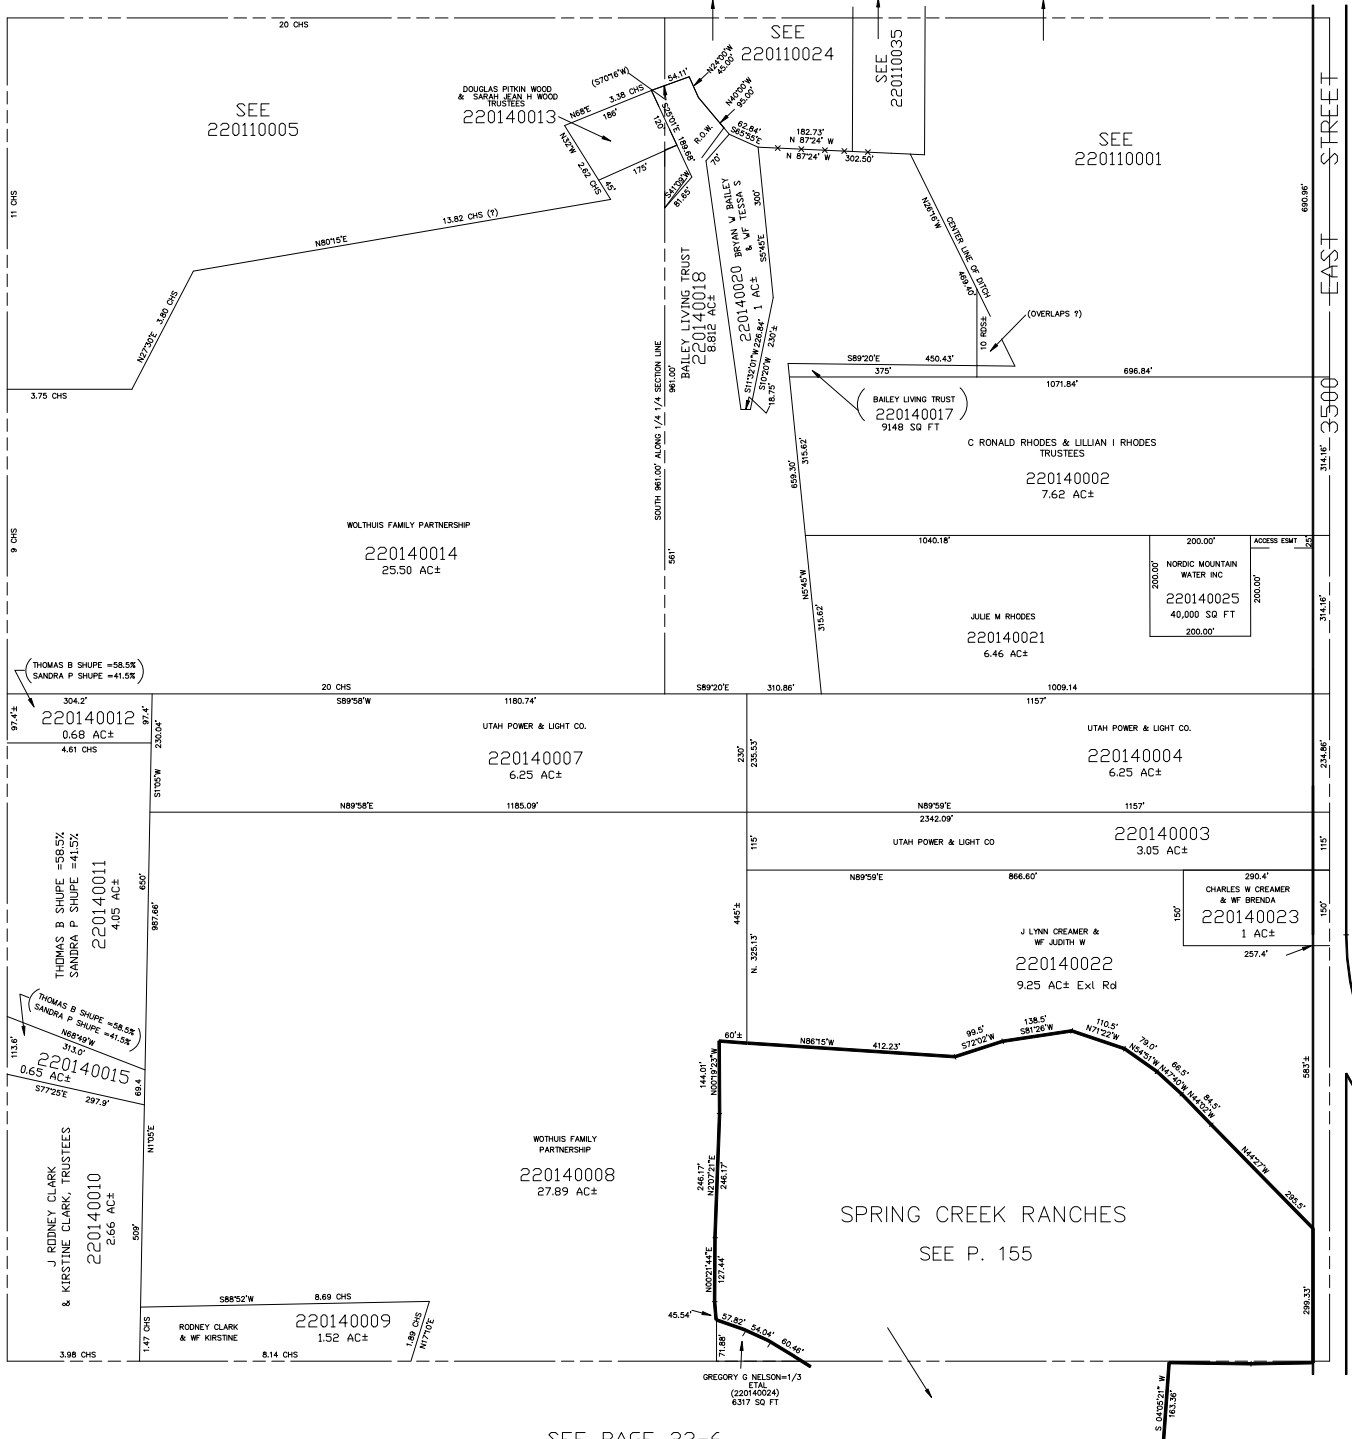 20 CHS
SEE
220110024
SEE
220110035
SEE
220110005
SEE
220110001
3500 EAST STREET
DOUGLAS PITKIN WOOD
& SARAH JEAN H WOOD
TRUSTEES
220140013
(S70°16'W)
54.11'
N24°00'W
45.00'
N40°00'W
95.00'
3.38 CHS
N68°E
186'
N32°W
2.62 CHS
45'
175'
120'
S25°01'E
189.68'
S41°09'W
81.65'
R.O.W.
70'
62.84'
S65°55'E
182.73'
N 87°24' W
N 87°24' W
302.50'
11 CHS
13.82 CHS (?)
N80°15'E
3.80 CHS
N27°30'E
3.75 CHS
690.96'
N26°16'W
CENTER LINE OF DITCH
469.40'
10 RDS±
(OVERLAPS ?)
BAILEY LIVING TRUST
220140018
8.812 AC±
BRYAN W BAILEY
& WF TESSA S
220140020
1 AC±
300'
S5°45'E
230'±
S10°20'W
S11°32'01"W 226.84'
18.75'
S89°20'E
450.43'
375'
696.84'
1071.84'
BAILEY LIVING TRUST
220140017
9148 SQ FT
C RONALD RHODES & LILLIAN I RHODES
TRUSTEES
220140002
7.62 AC±
314.16'
SOUTH 961.00' ALONG 1/4 1/4 SECTION LINE
961.00'
561'
315.62'
659.30'
9 CHS
WOLTHUIS FAMILY PARTNERSHIP
220140014
25.50 AC±
1040.18'
N5°45'W
315.62'
200.00'
ACCESS ESMT
25'
NORDIC MOUNTAIN
WATER INC
220140025
40,000 SQ FT
200.00'
200.00'
200.00'
314.16'
JULIE M RHODES
220140021
6.46 AC±
THOMAS B SHUPE =58.5%
SANDRA P SHUPE =41.5%
304.2'
97.4'±
97.4'
220140012
0.68 AC±
4.61 CHS
20 CHS
S89°58'W
1180.74'
S89°20'E
310.86'
1009.14
1157'
230.04'
S1°05'W
UTAH POWER & LIGHT CO.
220140007
6.25 AC±
230'
235.53'
UTAH POWER & LIGHT CO.
220140004
6.25 AC±
234.86'
N89°58'E
1185.09'
N89°59'E
1157'
2342.09'
UTAH POWER & LIGHT CO
220140003
3.05 AC±
115'
115'
THOMAS B SHUPE =58.5%
SANDRA P SHUPE =41.5%
220140011
4.05 AC±
650'
987.66'
N89°59'E
866.60'
290.4'
CHARLES W CREAMER
& WF BRENDA
220140023
1 AC±
150'
150'
257.4'
445'±
N. 325.13'
J LYNN CREAMER &
WF JUDITH W
220140022
9.25 AC± Exl Rd
THOMAS B SHUPE =58.5%
SANDRA P SHUPE =41.5%
N68°49'W
313.0'
113.6'
220140015
0.65 AC±
S77°25'E
297.9'
69.4
60'±
N86°15'W
412.23'
99.5'
S72°02'W
138.5'
S81°26'W
110.5'
N71°22'W
79.0'
N54°51'W
66.5'
N47°40'W
84.5'
N44°02'W
N44°27'W
295.5'
583'±
144.01'
N00°19'23"W
246.17'
N2°07'21"E
246.17'
N00°21'44"E
127.44'
N1°05'E
509'
J RODNEY CLARK
& KIRSTINE CLARK, TRUSTEES
220140010
2.66 AC±
WOTHUIS FAMILY
PARTNERSHIP
220140008
27.89 AC±
SPRING CREEK RANCHES
SEE P. 155
299.33'
S88°52'W
8.69 CHS
RODNEY CLARK
& WF KIRSTINE
220140009
1.52 AC±
1.47 CHS
1.89 CHS
N17°10'E
3.98 CHS
8.14 CHS
45.54'
57.82'
54.04'
60.46'
71.88'
GREGORY G NELSON=1/3
ETAL
(220140024)
6317 SQ FT
S 04°05'21" W
163.36'
SEE PAGE 22-6